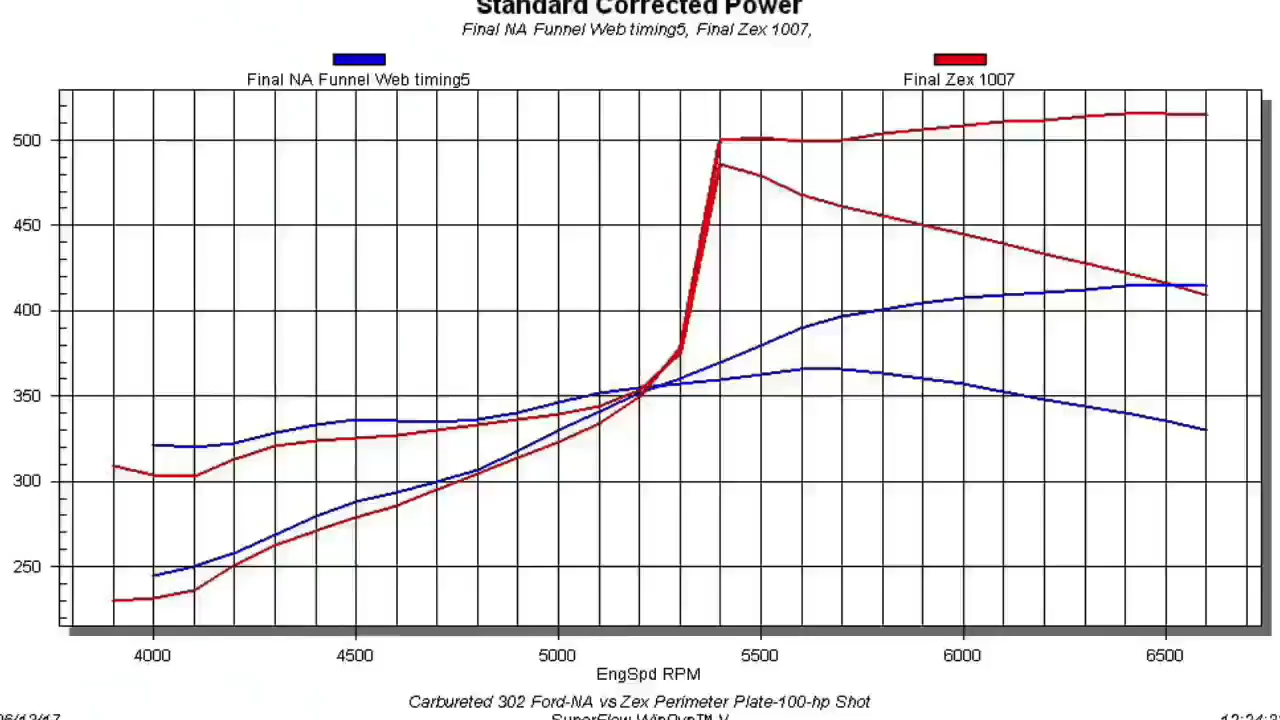 Standard Corrected Power
Final NA Funnel Web timing5, Final Zex 1007,
Final NA Funnel Web timing5
Final Zex 1007
500
450
400
350
300
250
4000 4500 5000 5500 6000 6500
EngSpd RPM
Carbureted 302 Ford-NA vs Zex Perimeter Plate-100-hp Shot
SuperFlow WinDyn™ V